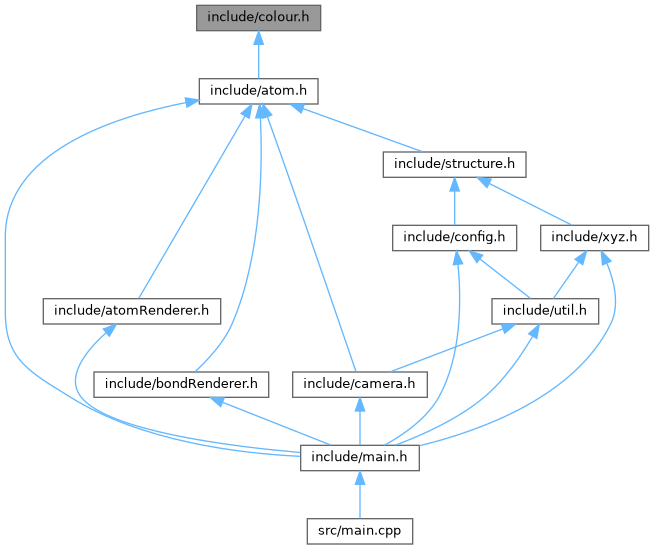 include/colour.h
include/atom.h
include/structure.h
include/config.h
include/xyz.h
include/atomRenderer.h
include/util.h
include/bondRenderer.h
include/camera.h
include/main.h
src/main.cpp